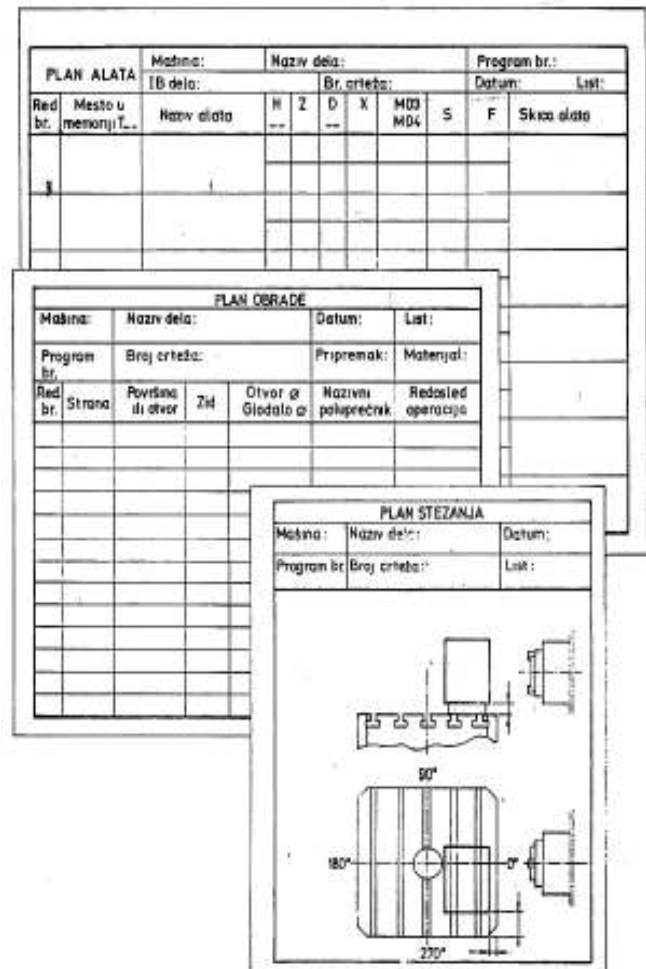 PLAN ALATA
Mašina:
Naziv dela:
Program br.:
IB dela:
Br. crteža:
Datum:
List:
Red br.
Mesto u memoriji T__
Naziv alata
H __
Z
D __
X
M03 M04
S
F
Skica alata
PLAN OBRADE
Mašina:
Naziv dela:
Datum:
List:
Program br.
Broj crteža:
Pripremak:
Materijal:
Red br.
Strana
Površina ili otvor
Zid
Otvor ø Glodalo ø
Nazivni poluprečnik
Redosled operacija
PLAN STEZANJA
Mašina:
Naziv dela:
Datum:
Program br.
Broj crteža:
List:
90°
180°
0°
270°